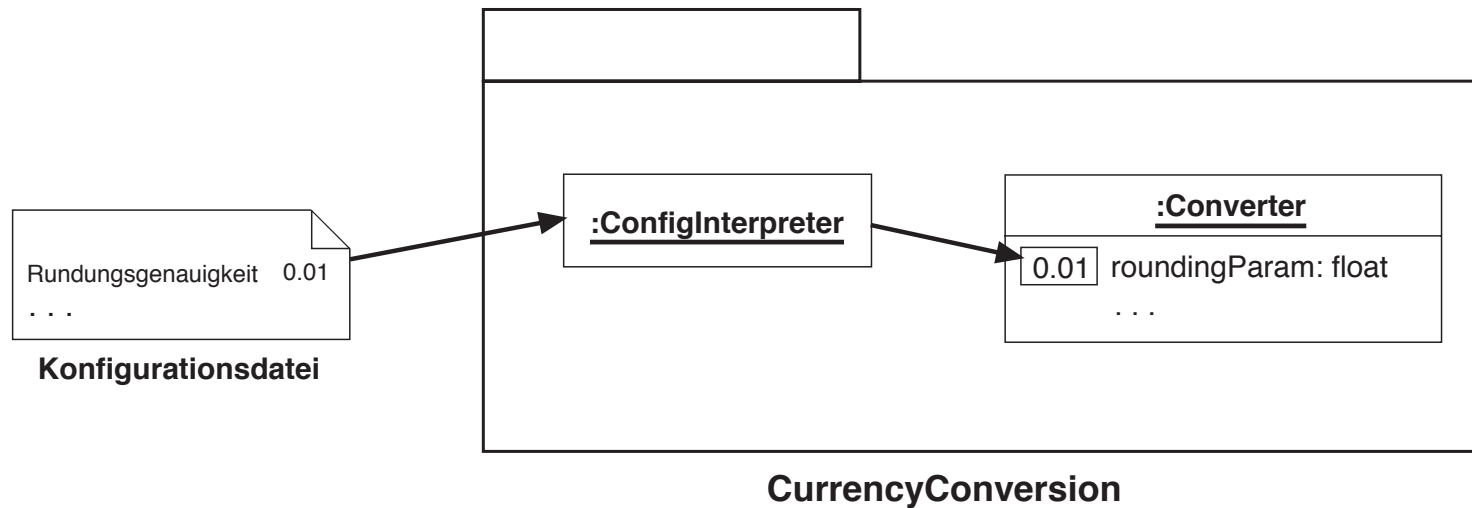 Rundungsgenauigkeit 0.01
. . .
Konfigurationsdatei
:ConfigInterpreter
:Converter
0.01 roundingParam: float
. . .
CurrencyConversion